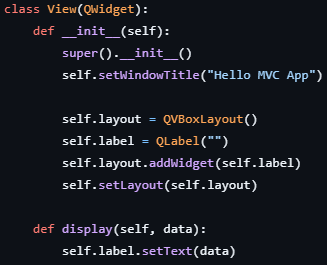 class View(QWidget):
    def __init__(self):
        super().__init__()
        self.setWindowTitle("Hello MVC App")

        self.layout = QVBoxLayout()
        self.label = QLabel("")
        self.layout.addWidget(self.label)
        self.setLayout(self.layout)

    def display(self, data):
        self.label.setText(data)